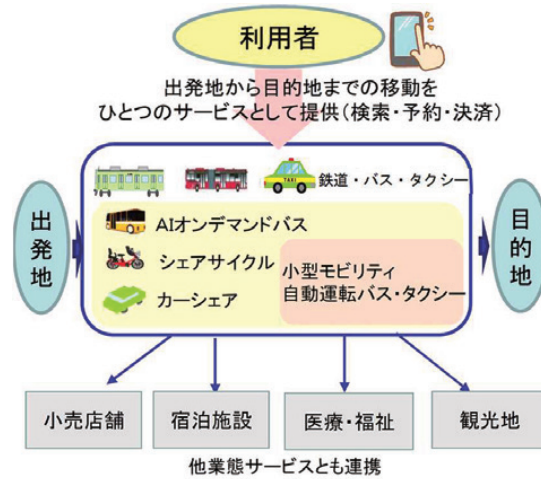 利用者
出発地から目的地までの移動を
ひとつのサービスとして提供(検索・予約・決済)
出発地
TAXI
鉄道・バス・タクシー
AIオンデマンドバス
シェアサイクル
カーシェア
小型モビリティ
自動運転バス・タクシー
目的地
小売店舗
宿泊施設
医療・福祉
観光地
他業態サービスとも連携